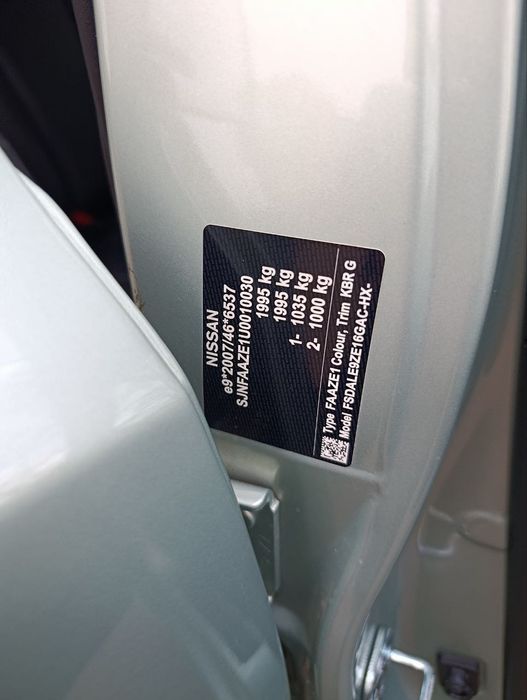 NISSAN
e9*2007/46*6537
SJNFAAZE1U0010030
1995 kg
1995 kg
1- 1035 kg
2- 1000 kg
Type FAAZE1 Colour, Trim KBR G
Model FSDALE9ZE16GAC-HX-